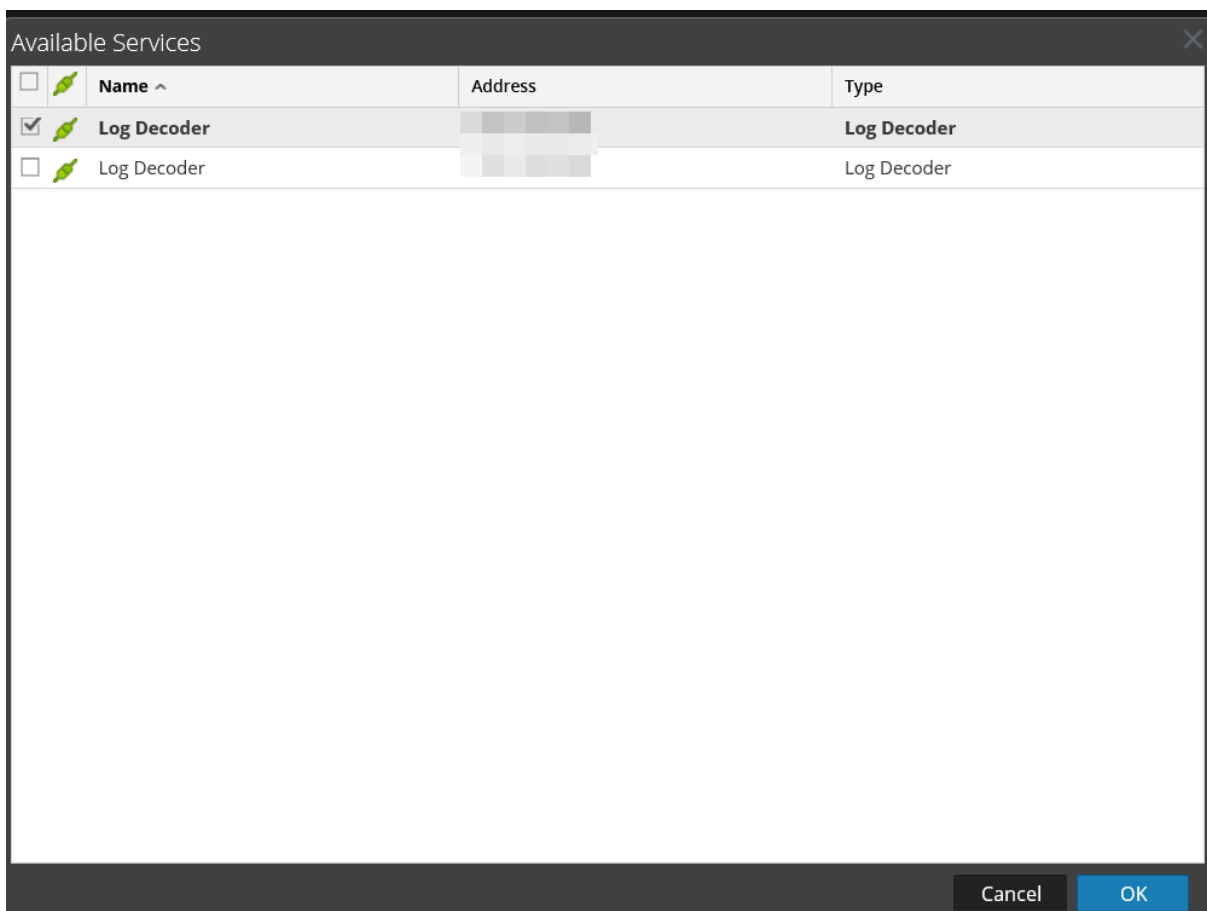 Available Services
Name Address Type
Log Decoder Log Decoder
Log Decoder Log Decoder
Cancel OK